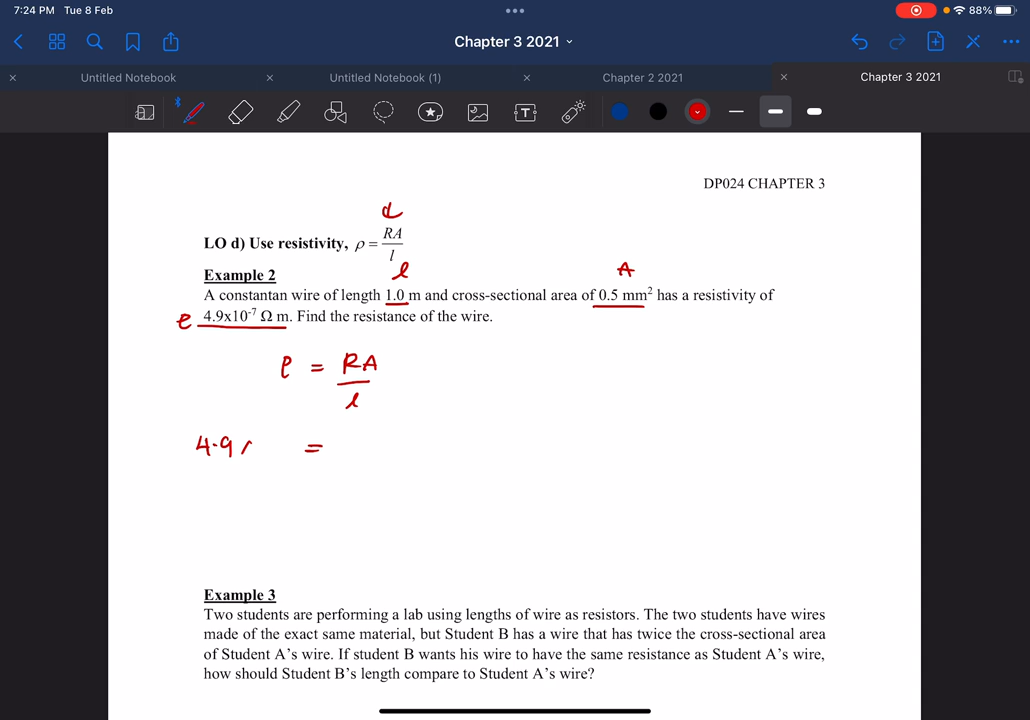 7:24 PM Tue 8 Feb
88%
Chapter 3 2021
Untitled Notebook
Untitled Notebook (1)
Chapter 2 2021
Chapter 3 2021
DP024 CHAPTER 3
d
LO d) Use resistivity, ρ = RA/l
l A
Example 2
A constantan wire of length 1.0 m and cross-sectional area of 0.5 mm² has a resistivity of
4.9x10⁻⁷ Ω m. Find the resistance of the wire.
ρ = RA/l
4.9 =
Example 3
Two students are performing a lab using lengths of wire as resistors. The two students have wires
made of the exact same material, but Student B has a wire that has twice the cross-sectional area
of Student A's wire. If student B wants his wire to have the same resistance as Student A's wire,
how should Student B's length compare to Student A's wire?